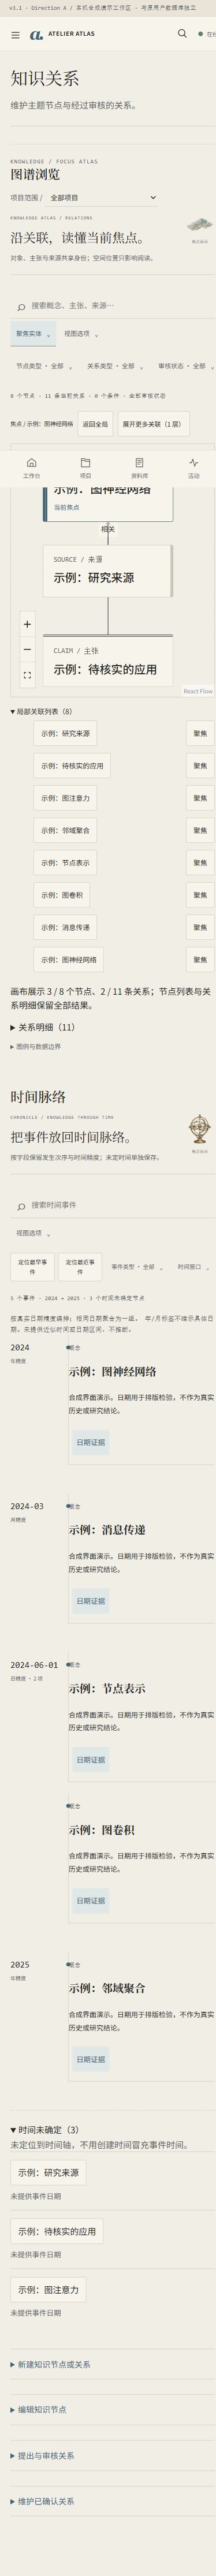 v3.1 · Direction A / 本机全成演示工作区 · 与原用户数据库独立
a. ATELIER ATLAS
知识关系
维护主题节点与经过审核的关系。
KNOWLEDGE / FOCUS ATLAS
图谱浏览
项目范围 / 全部项目
KNOWLEDGE ATLAS / RELATIONS
沿关联，读懂当前焦点。
对象、主张与来源共享身份；空间位置只影响阅读。
搜索概念、主张、来源…
聚焦实体
视图选项
节点类型 · 全部
关系类型 · 全部
审核状态 · 全部
8 个节点 · 11 条当前关系 · 0 个条件 · 全部审核状态
焦点 / 示例：图神经网络
返回全局
展开更多关联（1 层）
工作台
项目
资料库
活动
示例：图神经网络
当前焦点
相关
SOURCE / 来源
示例：研究来源
CLAIM / 主张
示例：待核实的应用
React Flow
▼ 局部关联列表（8）
示例：研究来源 聚焦
示例：待核实的应用 聚焦
示例：图注意力 聚焦
示例：邻域聚合 聚焦
示例：节点表示 聚焦
示例：图卷积 聚焦
示例：消息传递 聚焦
示例：图神经网络 聚焦
画布展示 3 / 8 个节点、2 / 11 条关系；节点列表与关
系明细保留全部结果。
▶ 关系明细（11）
▶ 图例与数据边界
时间脉络
CHRONICLE / KNOWLEDGE THROUGH TIME
把事件放回时间脉络。
按字段保留发生次序与时间精度；未定时间单独保存。
搜索时间事件
视图选项
定位最早事
件
定位最近事
件
事件类型 · 全部
时间窗口
5 个事件 · 2024 → 2025 · 3 个时间未确定节点
按真实日期精度编排；相同日期聚合为一组。 年/月标签不暗示具体日
期，未提供近似时间或日期区间，不推断。
2024
年精度
概念
示例：图神经网络
合成界面演示。日期用于排版检验，不作为真实
历史或研究结论。
日期证据
2024-03
月精度
概念
示例：消息传递
合成界面演示。日期用于排版检验，不作为真实
历史或研究结论。
日期证据
2024-06-01
日精度 · 2 项
概念
示例：节点表示
合成界面演示。日期用于排版检验，不作为真实
历史或研究结论。
日期证据
概念
示例：图卷积
合成界面演示。日期用于排版检验，不作为真实
历史或研究结论。
日期证据
2025
年精度
概念
示例：邻域聚合
合成界面演示。日期用于排版检验，不作为真实
历史或研究结论。
日期证据
▼ 时间未确定（3）
未定位到时间轴，不用创建时间冒充事件时间。
示例：研究来源
未提供事件日期
示例：待核实的应用
未提供事件日期
示例：图注意力
未提供事件日期
▶ 新建知识节点或关系
▶ 编辑知识节点
▶ 提出与审核关系
▶ 维护已确认关系